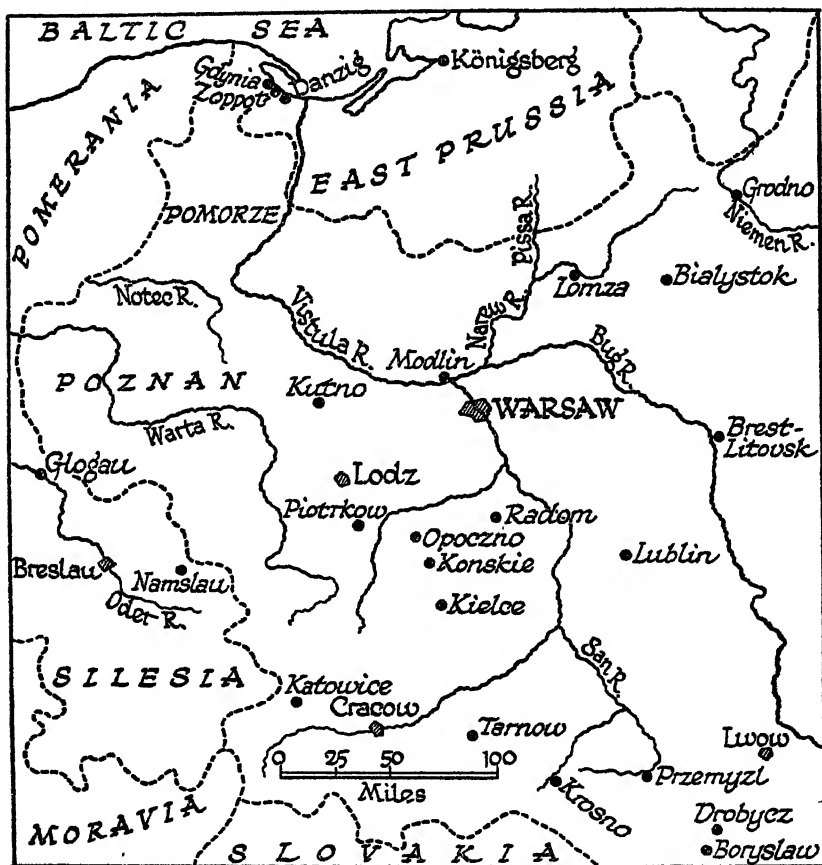 BALTIC SEA
Gdynia
Zoppot
Danzig
Königsberg
POMERANIA
EAST PRUSSIA
POMORZE
Grodno
Niemen R.
Pissa R.
Notec R.
Lomza
Bialystok
Narew R.
Vistula R.
Modlin
Bug R.
POZNAN
Kutno
WARSAW
Warta R.
Brest-
Litovsk
Glogau
Lodz
Piotrkow
Radom
Opoczno
Lublin
Breslau
Namslau
Konskie
Oder R.
Kielce
SILESIA
San R.
Katowice
Cracow
Tarnow
Lwow
0 25 50 100
Miles
Krosno
Przemyzl
MORAVIA
Drobycz
SLOVAKIA
Boryslaw